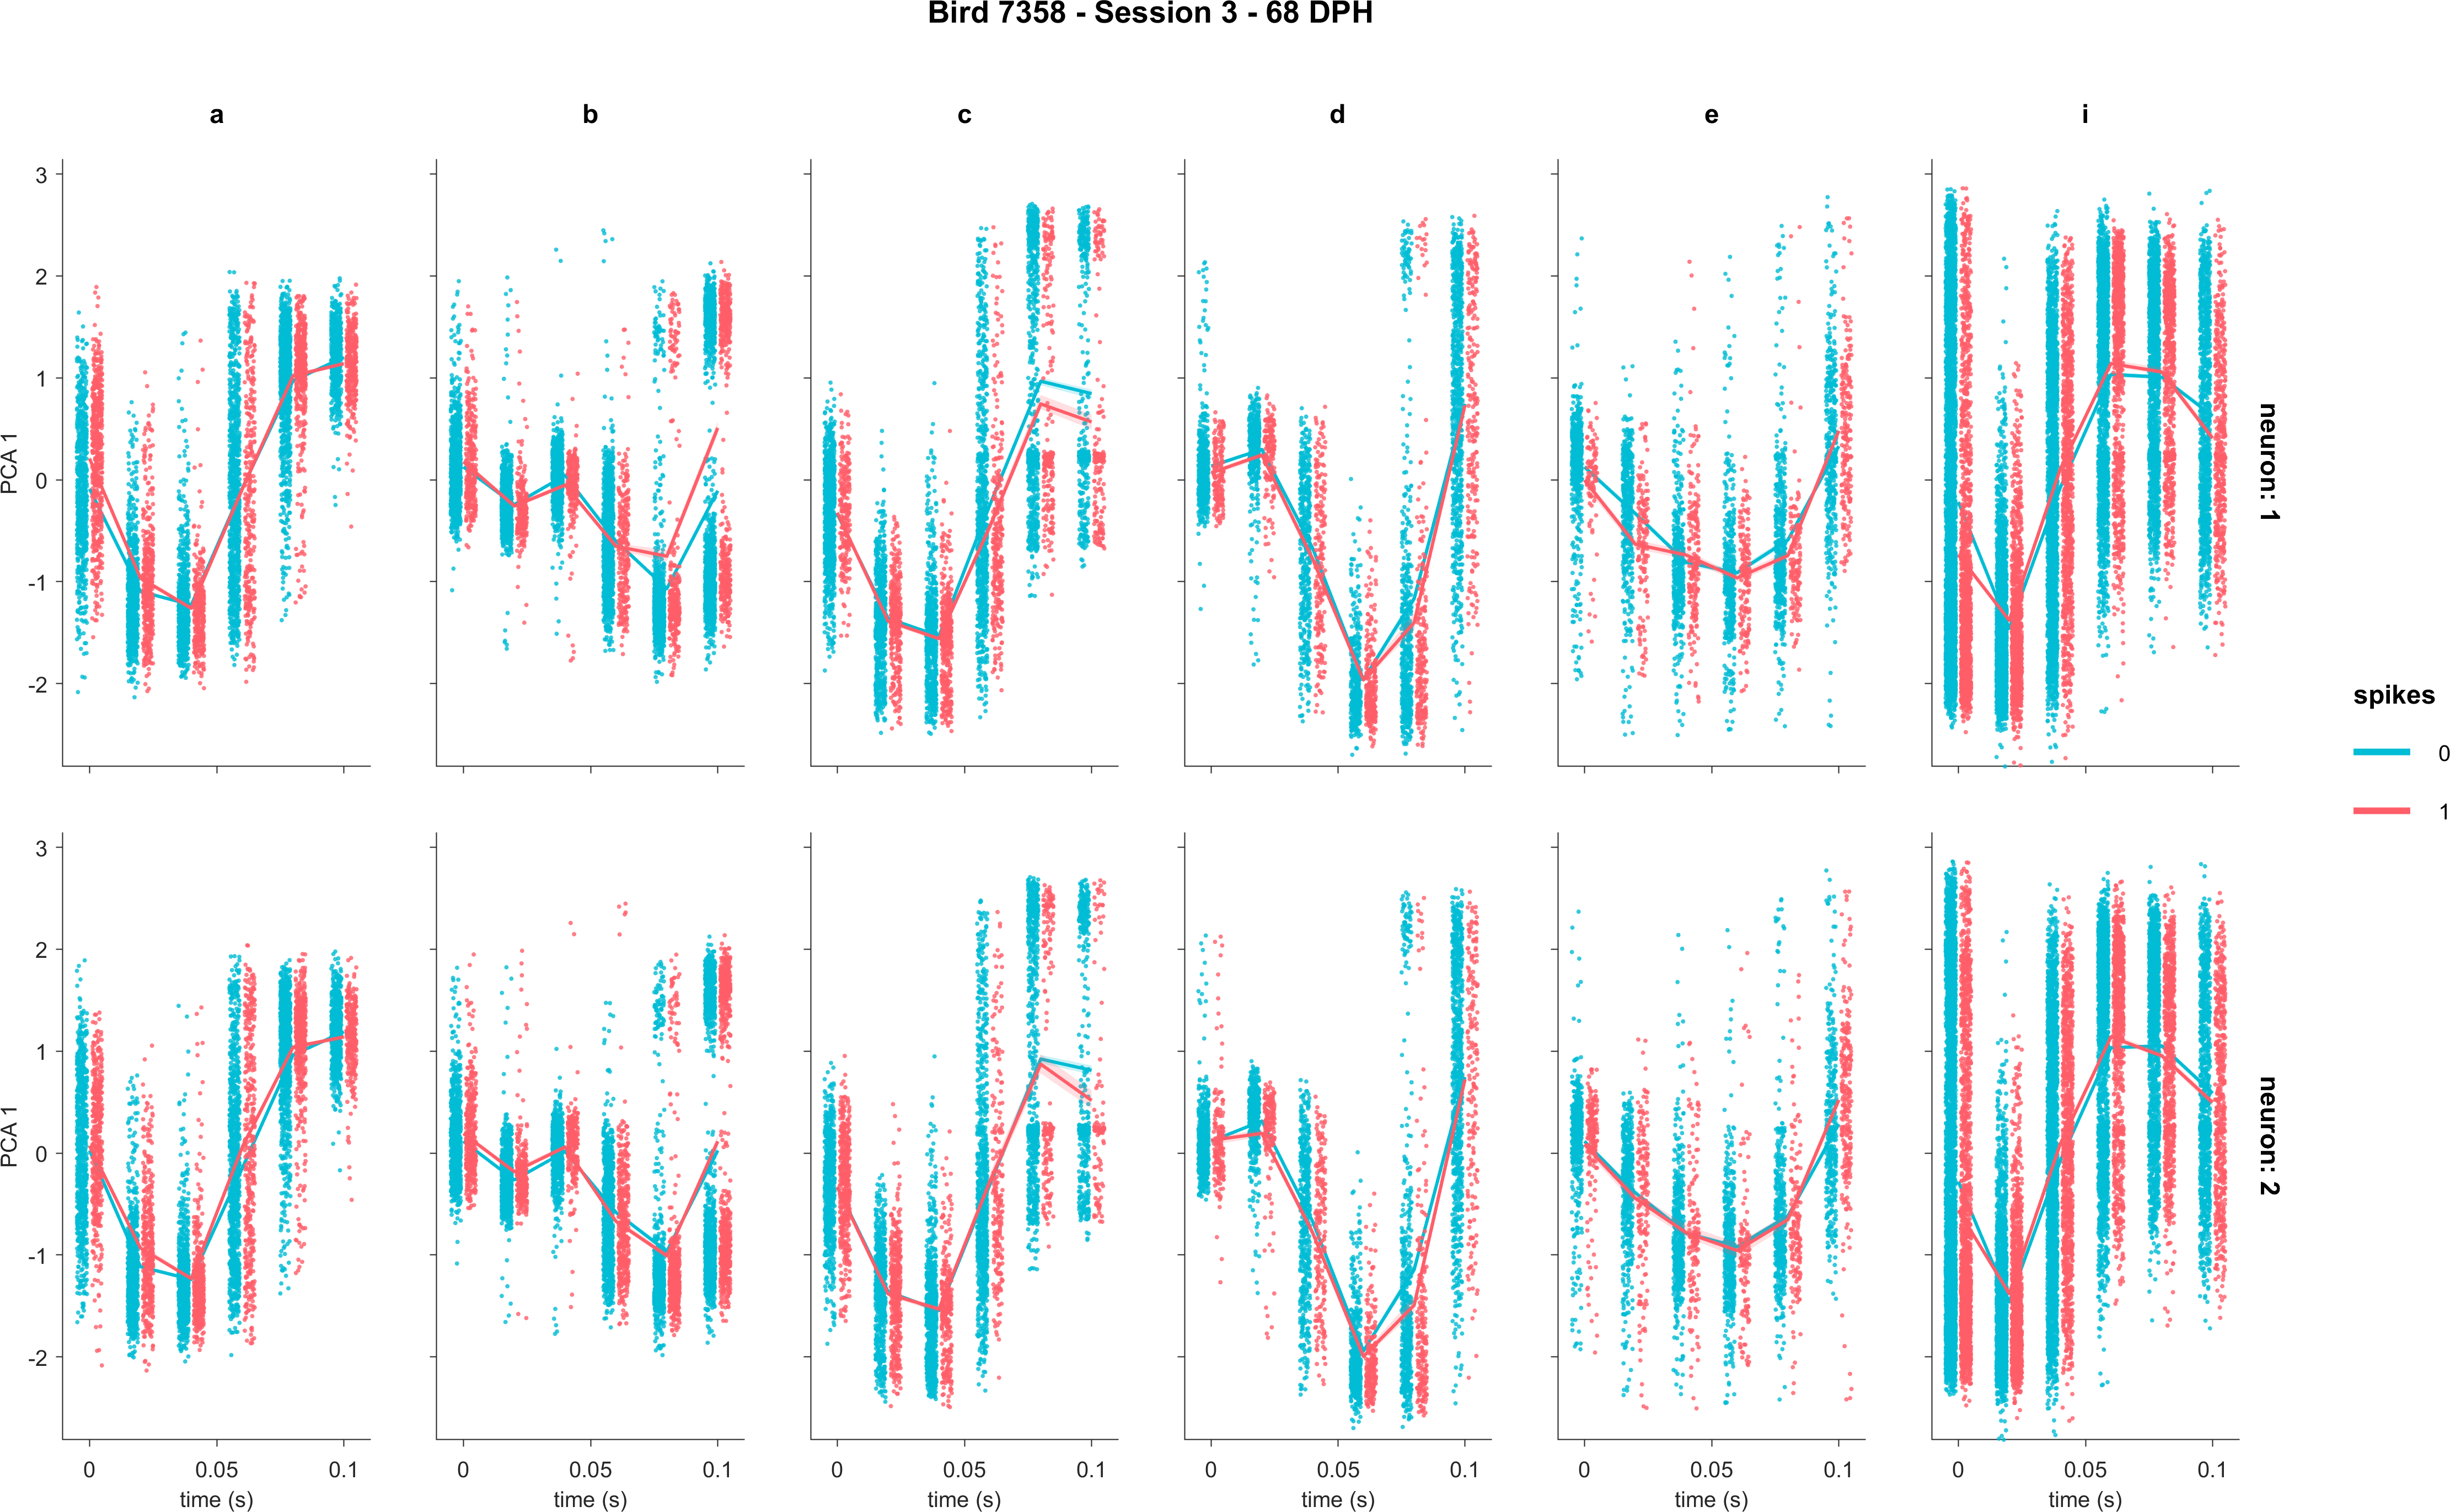 Bird 7358 - Session 3 - 68 DPH
a b c d e i
3
2
1
0
-1
-2
PCA 1
neuron: 1
spikes
0
1
3
2
1
0
-1
-2
PCA 1
neuron: 2
0 0.05 0.1 0 0.05 0.1 0 0.05 0.1 0 0.05 0.1 0 0.05 0.1 0 0.05 0.1
time (s) time (s) time (s) time (s) time (s) time (s)